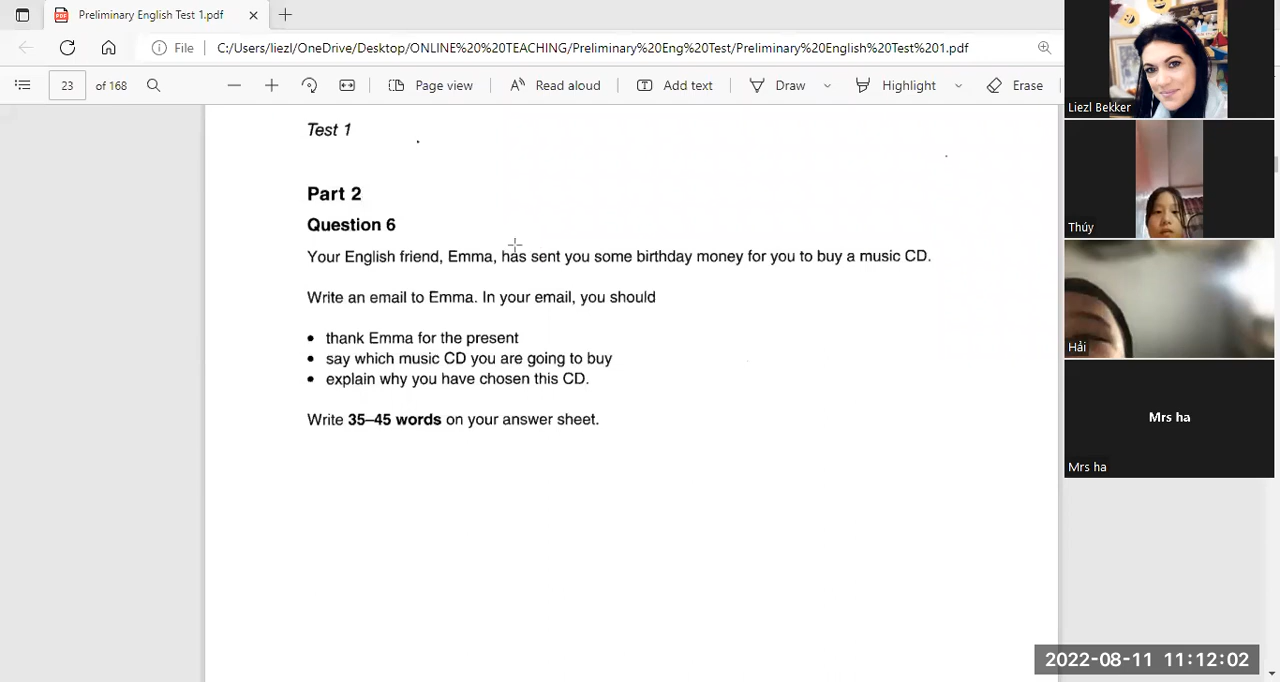 Preliminary English Test 1.pdf
File
C:/Users/liezl/OneDrive/Desktop/ONLINE%20%20TEACHING/Preliminary%20Eng%20Test/Preliminary%20English%20Test%201.pdf
23 of 168
Page view
Read aloud
Add text
Draw
Highlight
Erase
Test 1
Part 2
Question 6
Your English friend, Emma, has sent you some birthday money for you to buy a music CD.
Write an email to Emma. In your email, you should
• thank Emma for the present
• say which music CD you are going to buy
• explain why you have chosen this CD.
Write 35–45 words on your answer sheet.
Liezl Bekker
Thúy
Hải
Mrs ha
Mrs ha
2022-08-11 11:12:02